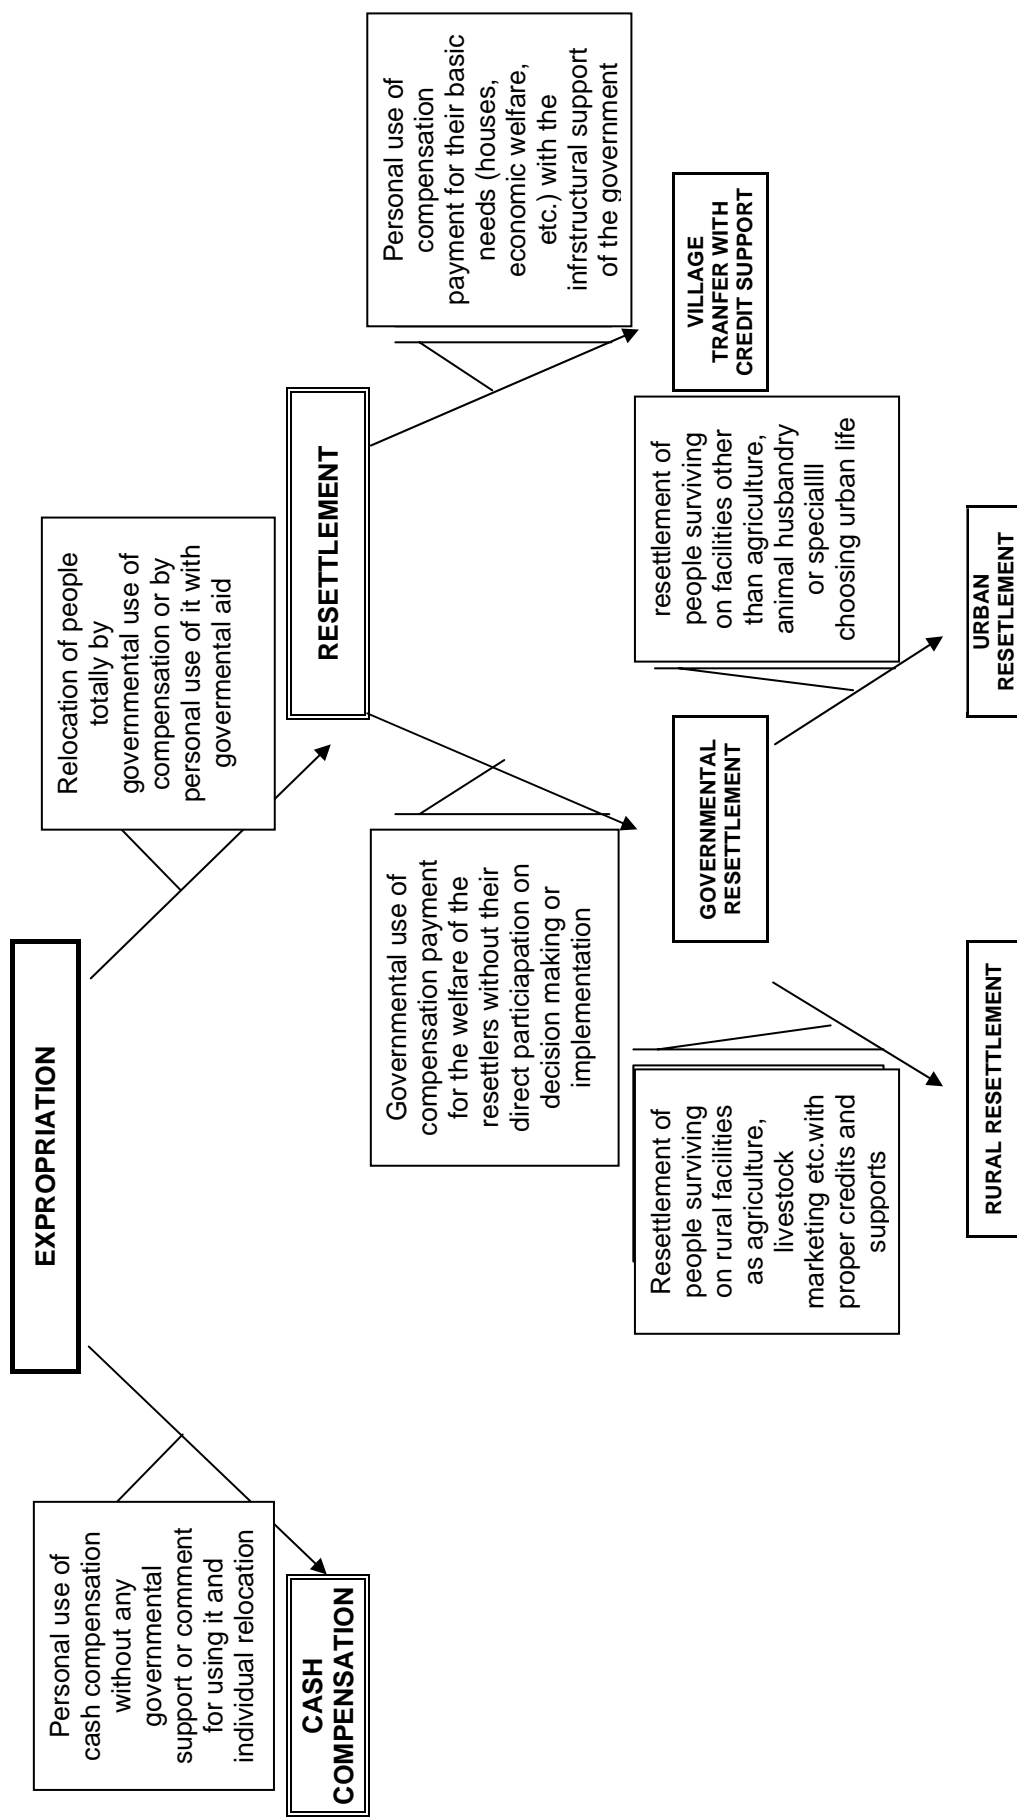 EXPROPRIATION
Personal use of
cash compensation
without any
governmental
support or comment
for using it and
individual relocation
Relocation of people
totally by
governmental use of
compensation or by
personal use of it with
govermental aid
CASH
COMPENSATION
RESETTLEMENT
Governmental use of
compensation payment
for the welfare of the
resettlers without their
direct particiapation on
decision making or
implementation
Personal use of
compensation
payment for their basic
needs (houses,
economic welfare,
etc.) with the
infrstructural support
of the government
GOVERNMENTAL
RESETTLEMENT
VILLAGE
TRANFER WITH
CREDIT SUPPORT
Resettlement of
people surviving
on rural facilities
as agriculture,
livestock
marketing etc.with
proper credits and
supports
resettlement of
people surviving
on facilities other
than agriculture,
animal husbandry
or speciallll
choosing urban life
RURAL RESETTLEMENT
URBAN
RESETLEMENT